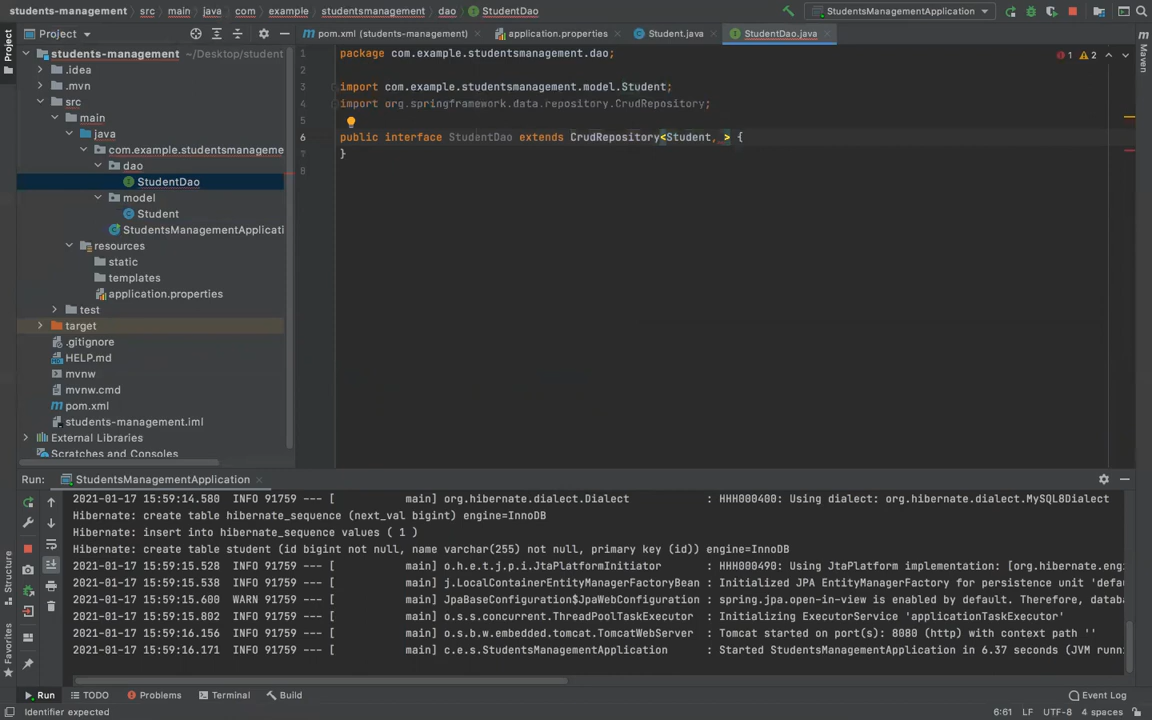 students-management › src › main › java › com › example › studentsmanagement › dao › StudentDao
StudentsManagementApplication
Project
pom.xml (students-management)
application.properties
Student.java
StudentDao.java
Project
Maven
students-management ~/Desktop/student
.idea
.mvn
src
main
java
com.example.studentsmanageme
dao
StudentDao
model
Student
StudentsManagementApplicati
resources
static
templates
application.properties
test
target
.gitignore
HELP.md
mvnw
mvnw.cmd
pom.xml
students-management.iml
External Libraries
Scratches and Consoles
1 package com.example.studentsmanagement.dao;
2
3 import com.example.studentsmanagement.model.Student;
4 import org.springframework.data.repository.CrudRepository;
5
6 public interface StudentDao extends CrudRepository<Student, > {
7 }
8
1 2
Run: StudentsManagementApplication
2021-01-17 15:59:14.580 INFO 91759 --- [ main] org.hibernate.dialect.Dialect : HHH000400: Using dialect: org.hibernate.dialect.MySQL8Dialect
Hibernate: create table hibernate_sequence (next_val bigint) engine=InnoDB
Hibernate: insert into hibernate_sequence values ( 1 )
Hibernate: create table student (id bigint not null, name varchar(255) not null, primary key (id)) engine=InnoDB
2021-01-17 15:59:15.528 INFO 91759 --- [ main] o.h.e.t.j.p.i.JtaPlatformInitiator : HHH000490: Using JtaPlatform implementation: [org.hibernate.eng
2021-01-17 15:59:15.538 INFO 91759 --- [ main] j.LocalContainerEntityManagerFactoryBean : Initialized JPA EntityManagerFactory for persistence unit 'defau
2021-01-17 15:59:15.600 WARN 91759 --- [ main] JpaBaseConfiguration$JpaWebConfiguration : spring.jpa.open-in-view is enabled by default. Therefore, datab
2021-01-17 15:59:15.802 INFO 91759 --- [ main] o.s.s.concurrent.ThreadPoolTaskExecutor : Initializing ExecutorService 'applicationTaskExecutor'
2021-01-17 15:59:16.156 INFO 91759 --- [ main] o.s.b.w.embedded.tomcat.TomcatWebServer : Tomcat started on port(s): 8080 (http) with context path ''
2021-01-17 15:59:16.171 INFO 91759 --- [ main] c.e.s.StudentsManagementApplication : Started StudentsManagementApplication in 6.37 seconds (JVM runni
Structure
Favorites
Run TODO Problems Terminal Build Event Log
Identifier expected 6:61 LF UTF-8 4 spaces